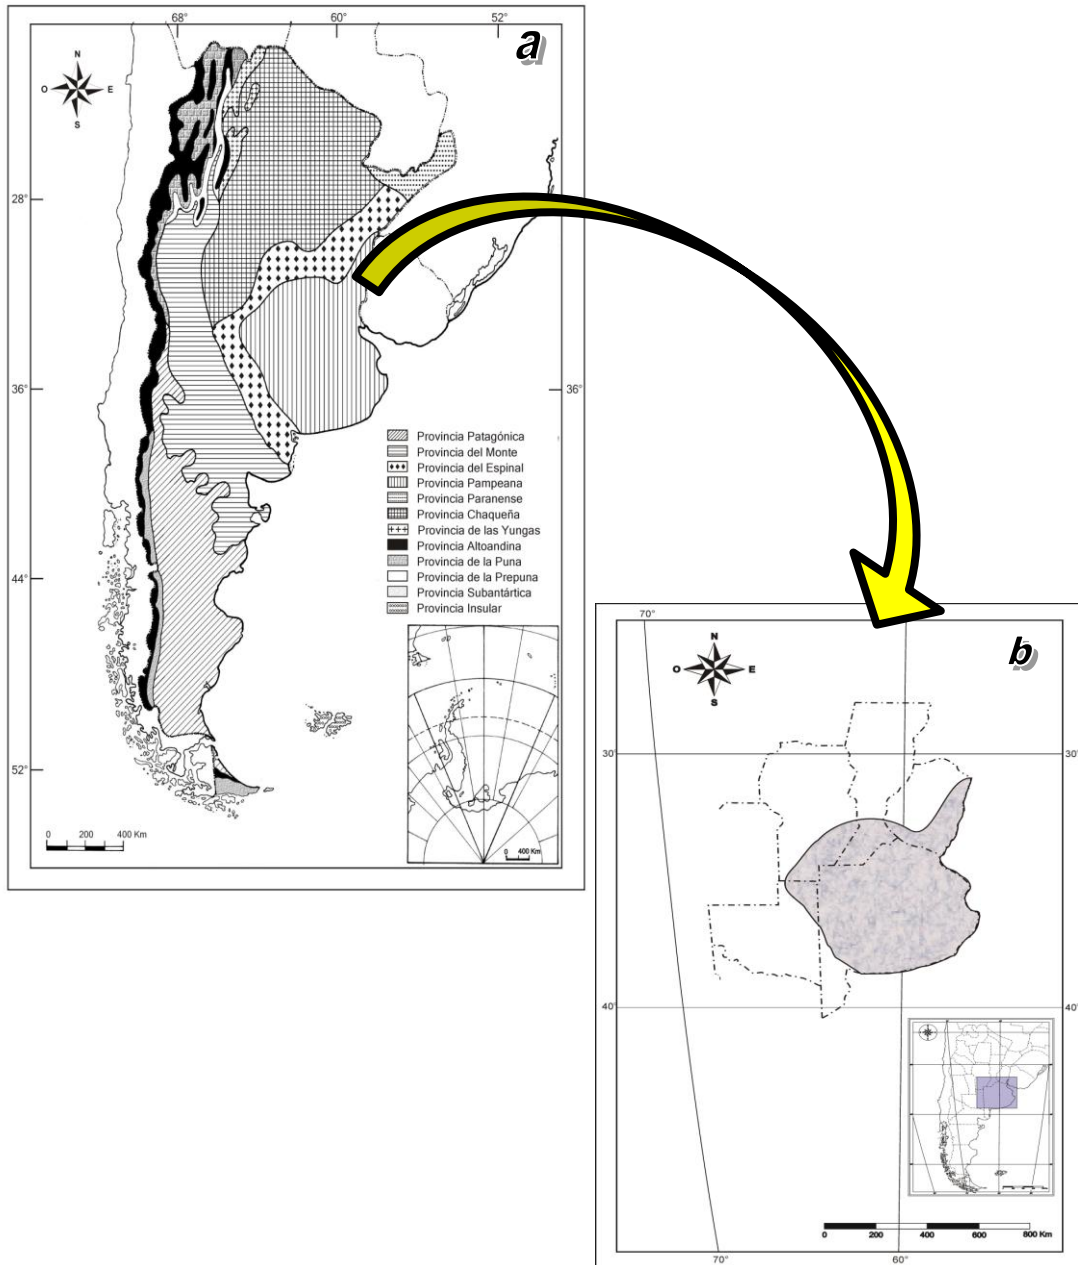 68°
60°
52°
a
N
O
E
S
28°
36°
36°
Provincia Patagónica
Provincia del Monte
Provincia del Espinal
Provincia Pampeana
Provincia Paranense
Provincia Chaqueña
Provincia de las Yungas
Provincia Altoandina
Provincia de la Puna
Provincia de la Prepuna
Provincia Subantártica
Provincia Insular
44°
52°
0 200 400 Km
0 400 Km
70°
60°
b
N
O
E
S
30°
30°
40°
40°
0 200 400 600 800 Km
70°
60°